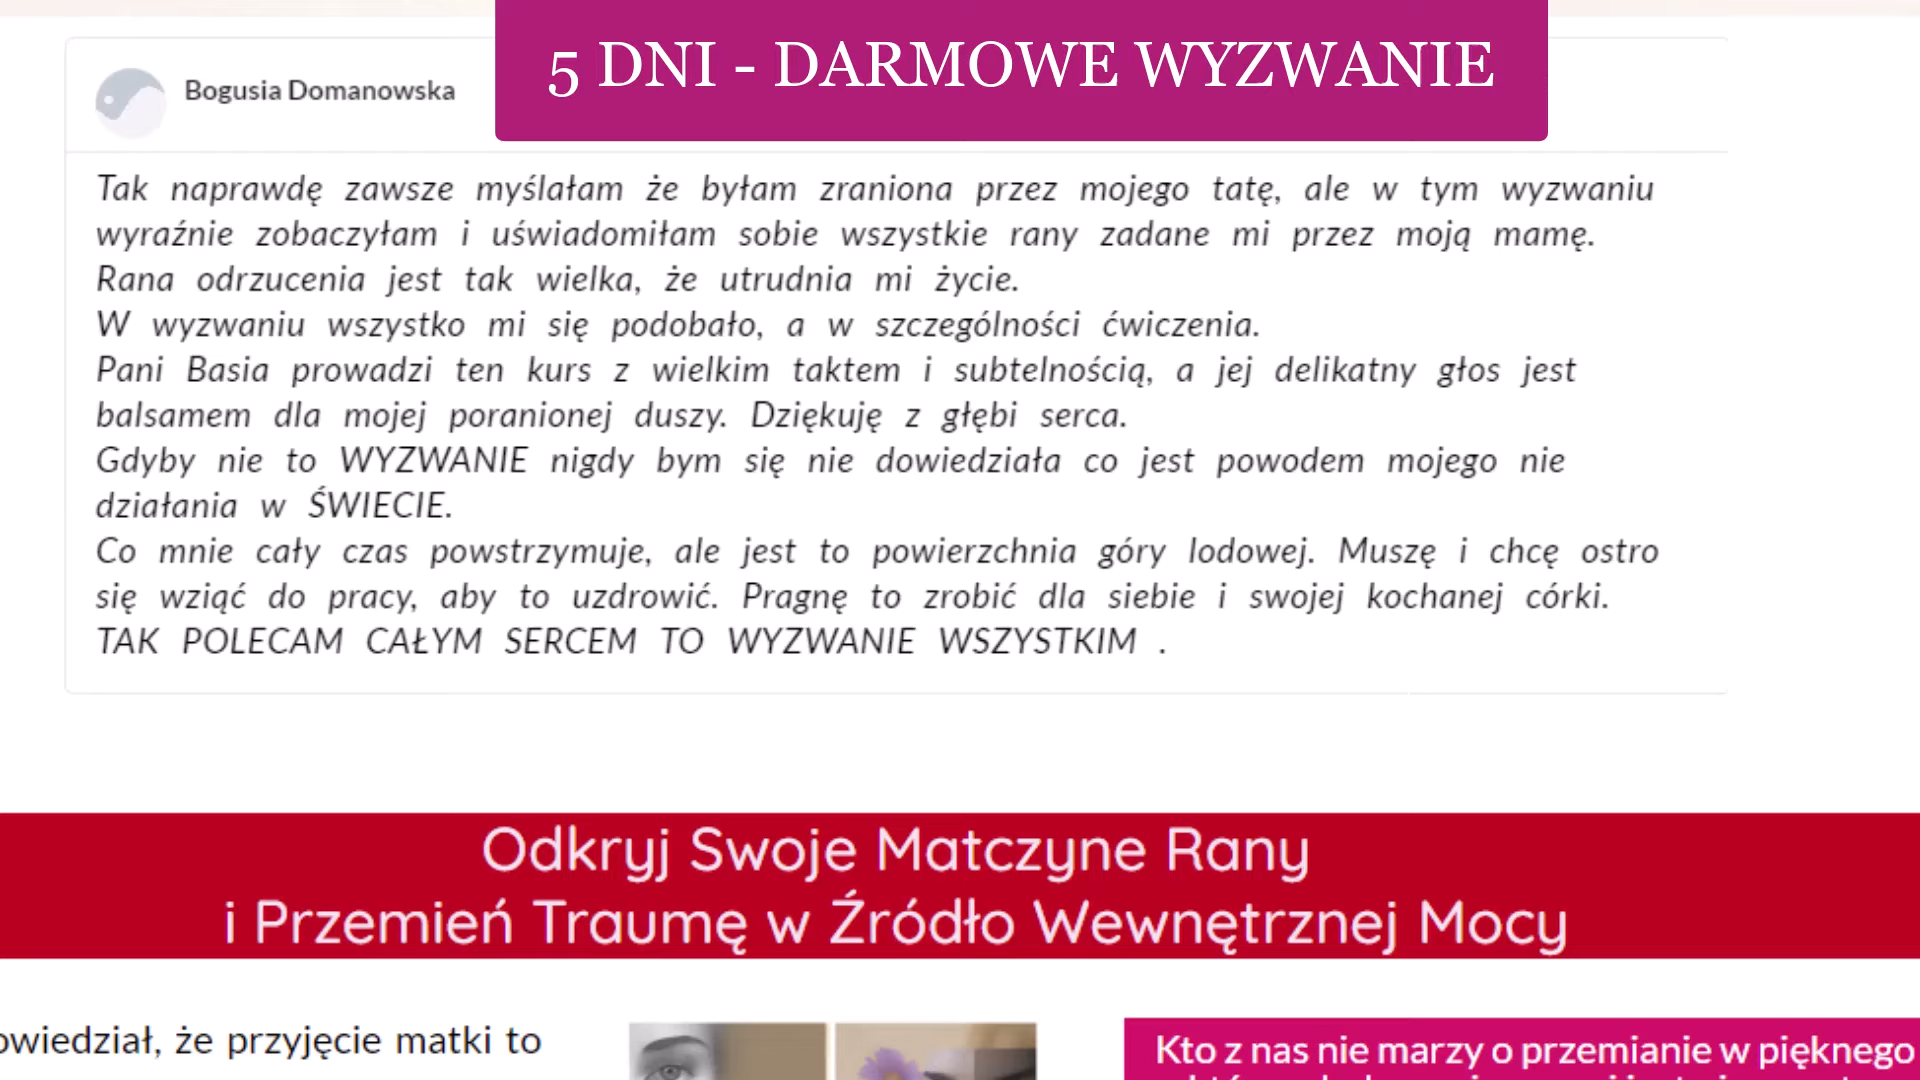 5 DNI - DARMOWE WYZWANIE
Bogusia Domanowska
Tak naprawdę zawsze myślałam że byłam zraniona przez mojego tatę, ale w tym wyzwaniu
wyraźnie zobaczyłam i uświadomiłam sobie wszystkie rany zadane mi przez moją mamę.
Rana odrzucenia jest tak wielka, że utrudnia mi życie.
W wyzwaniu wszystko mi się podobało, a w szczególności ćwiczenia.
Pani Basia prowadzi ten kurs z wielkim taktem i subtelnością, a jej delikatny głos jest
balsamem dla mojej poranionej duszy. Dziękuję z głębi serca.
Gdyby nie to WYZWANIE nigdy bym się nie dowiedziała co jest powodem mojego nie
działania w ŚWIECIE.
Co mnie cały czas powstrzymuje, ale jest to powierzchnia góry lodowej. Muszę i chcę ostro
się wziąć do pracy, aby to uzdrowić. Pragnę to zrobić dla siebie i swojej kochanej córki.
TAK POLECAM CAŁYM SERCEM TO WYZWANIE WSZYSTKIM .
Odkryj Swoje Matczyne Rany
i Przemień Traumę w Źródło Wewnętrznej Mocy
owiedział, że przyjęcie matki to
Kto z nas nie marzy o przemianie w pięknego